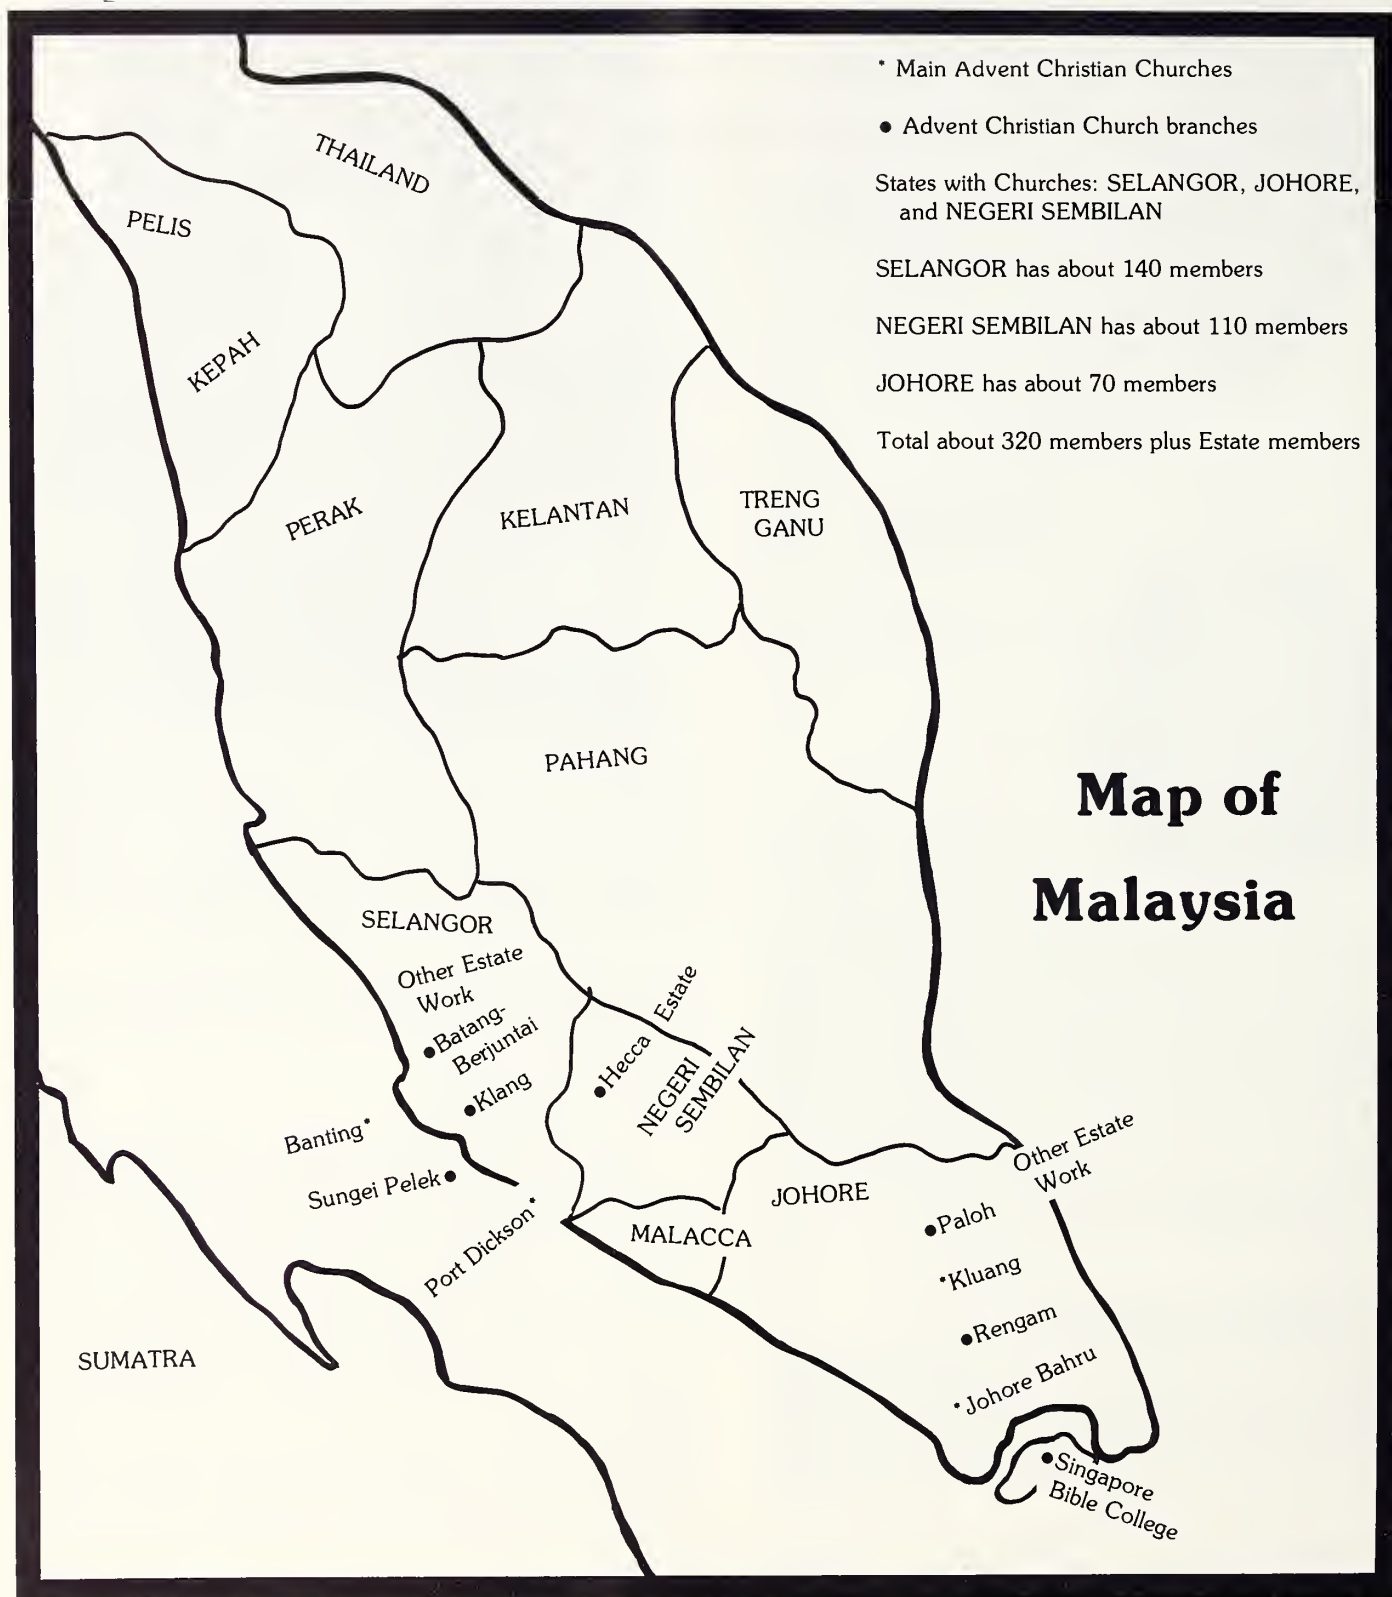 * Main Advent Christian Churches
● Advent Christian Church branches
States with Churches: SELANGOR, JOHORE,
and NEGERI SEMBILAN
SELANGOR has about 140 members
NEGERI SEMBILAN has about 110 members
JOHORE has about 70 members
Total about 320 members plus Estate members
THAILAND
PELIS
KEPAH
PERAK
KELANTAN
TRENG
GANU
PAHANG
Map of
Malaysia
SELANGOR
Other Estate
Work
●Batang-
Berjuntai
●Klang
Banting*
Sungei Pelek●
Port Dickson*
●Hecca Estate
NEGERI
SEMBILAN
MALACCA
JOHORE
Other Estate
Work
●Paloh
*Kluang
●Rengam
*Johore Bahru
●Singapore
Bible College
SUMATRA